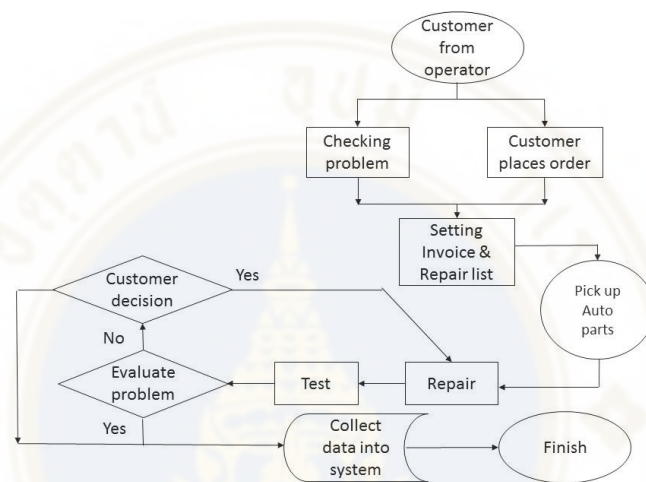 Customer
from
operator
Checking
problem
Customer
places order
Setting
Invoice &
Repair list
Customer
decision
Yes
Pick up
Auto
parts
No
Evaluate
problem
Test
Repair
Yes
Collect
data into
system
Finish